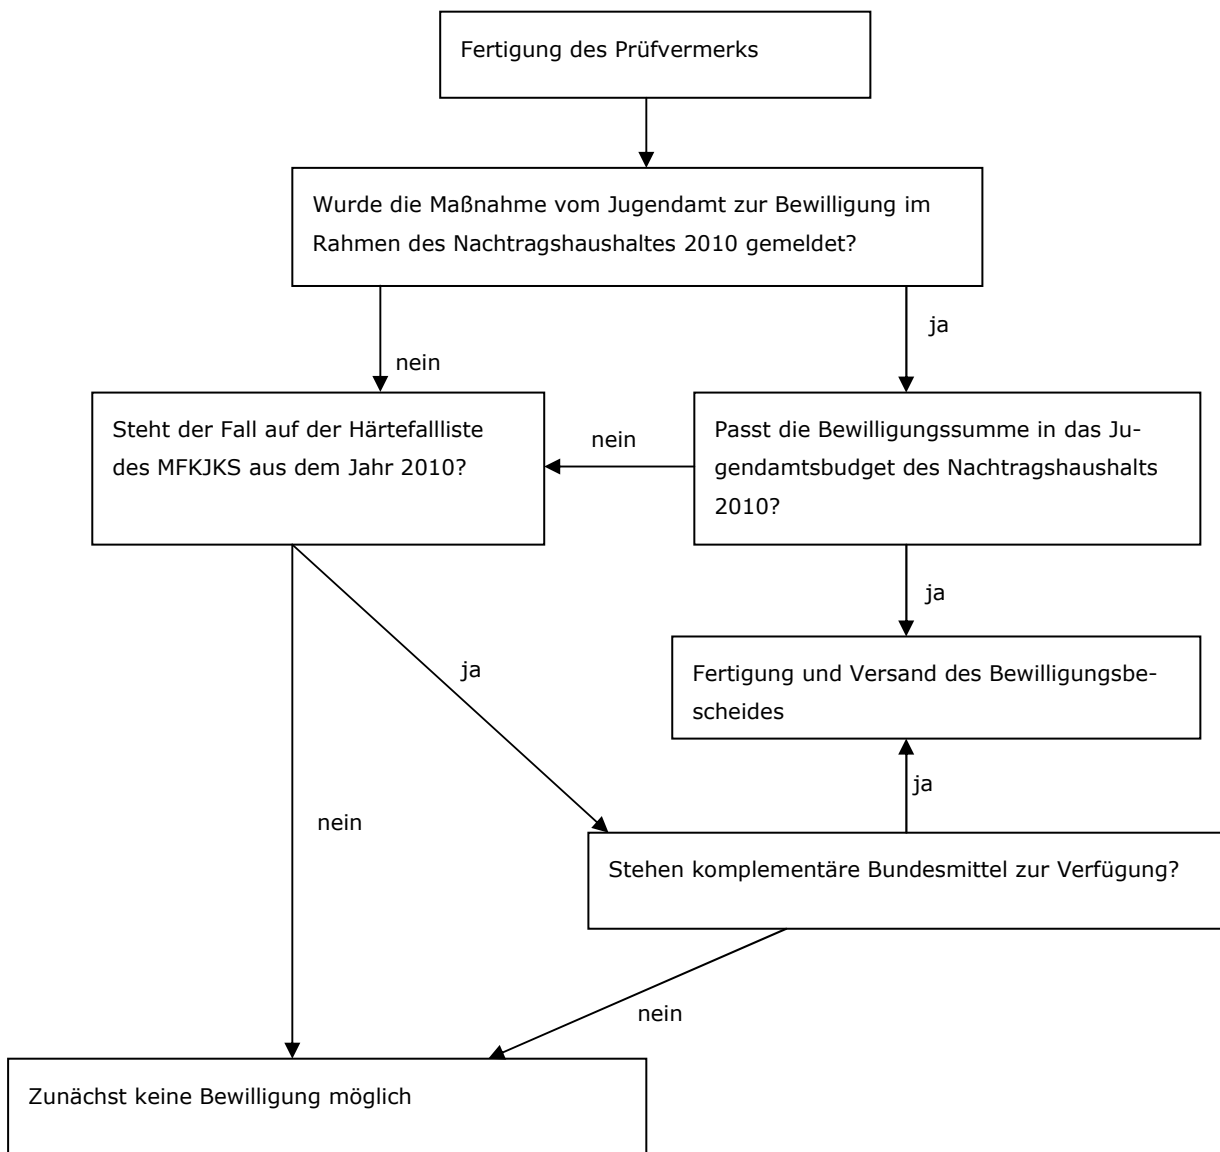 Fertigung des Prüfvermerks
Wurde die Maßnahme vom Jugendamt zur Bewilligung im
Rahmen des Nachtragshaushaltes 2010 gemeldet?
ja
nein
Steht der Fall auf der Härtefallliste
des MFKJKS aus dem Jahr 2010?
nein
Passt die Bewilligungssumme in das Ju-
gendamtsbudget des Nachtragshaushalts
2010?
ja
Fertigung und Versand des Bewilligungsbe-
scheides
ja
ja
nein
Stehen komplementäre Bundesmittel zur Verfügung?
nein
Zunächst keine Bewilligung möglich